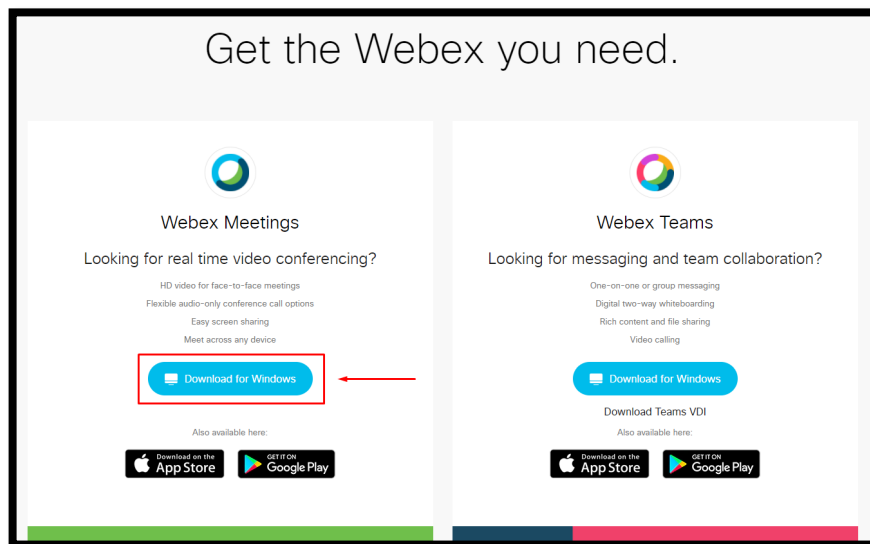 Get the Webex you need.
Webex Meetings
Looking for real time video conferencing?
HD video for face-to-face meetings
Flexible audio-only conference call options
Easy screen sharing
Meet across any device
Download for Windows
Also available here:
Download on the
App Store
GET IT ON
Google Play
Webex Teams
Looking for messaging and team collaboration?
One-on-one or group messaging
Digital two-way whiteboarding
Rich content and file sharing
Video calling
Download for Windows
Download Teams VDI
Also available here:
Download on the
App Store
GET IT ON
Google Play